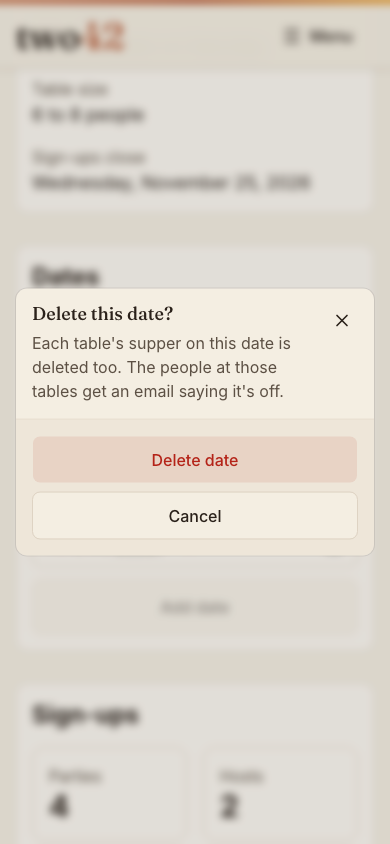 two42
Menu
Table size
6 to 8 people
Sign-ups close
Wednesday, November 25, 2026
Dates
Delete this date?
Each table's supper on this date is
deleted too. The people at those
tables get an email saying it's off.
Delete date
Cancel
Add date
Sign-ups
Parties
Hosts
4
2